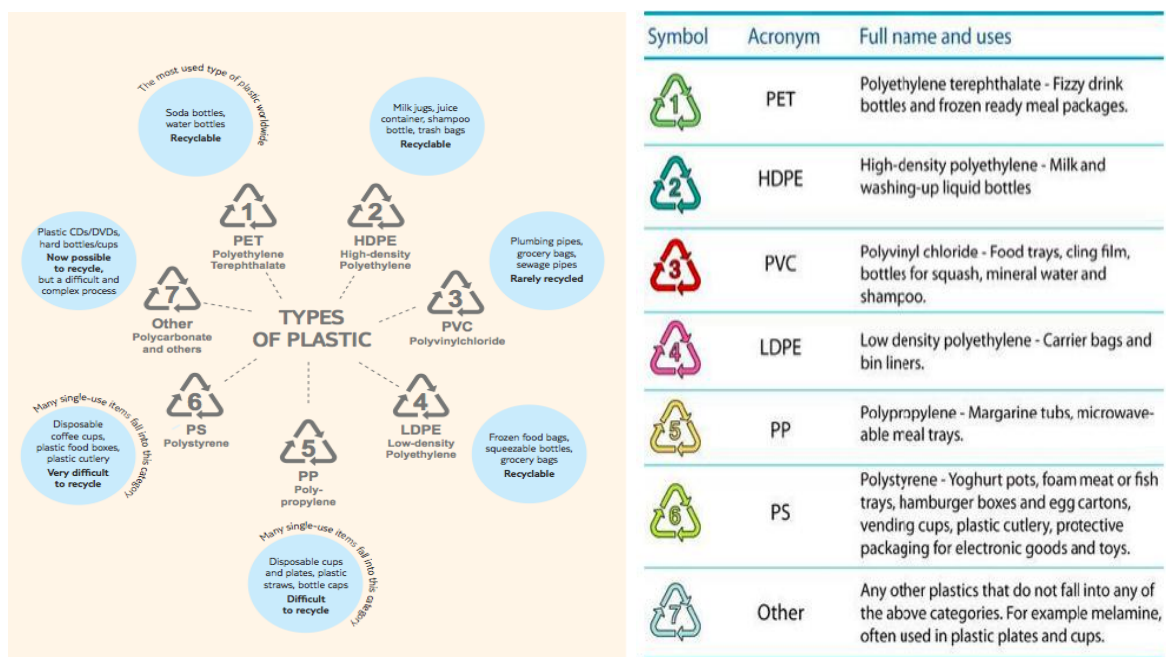 The most used type of plastic worldwide
Soda bottles,
water bottles
Recyclable
1
PET
Polyethylene
Terephthalate
Milk jugs, juice
container, shampoo
bottle, trash bags
Recyclable
2
HDPE
High-density
Polyethylene
Plumbing pipes,
grocery bags,
sewage pipes
Rarely recycled
3
PVC
Polyvinylchloride
Frozen food bags,
squeezable bottles,
grocery bags
Recyclable
4
LDPE
Low-density
Polyethylene
5
PP
Poly-
propylene
Many single-use items fall into this category
Disposable cups
and plates, plastic
straws, bottle caps
Difficult
to recycle
6
PS
Polystyrene
Many single-use items fall into this category
Disposable
coffee cups,
plastic food boxes,
plastic cutlery
Very difficult
to recycle
Plastic CDs/DVDs,
hard bottles/cups
Now possible
to recycle,
but a difficult and
complex process
7
Other
Polycarbonate
and others
TYPES
OF PLASTIC
Symbol Acronym Full name and uses
1 PET Polyethylene terephthalate - Fizzy drink
bottles and frozen ready meal packages.
2 HDPE High-density polyethylene - Milk and
washing-up liquid bottles
3 PVC Polyvinyl chloride - Food trays, cling film,
bottles for squash, mineral water and
shampoo.
4 LDPE Low density polyethylene - Carrier bags and
bin liners.
5 PP Polypropylene - Margarine tubs, microwave-
able meal trays.
6 PS Polystyrene - Yoghurt pots, foam meat or fish
trays, hamburger boxes and egg cartons,
vending cups, plastic cutlery, protective
packaging for electronic goods and toys.
7 Other Any other plastics that do not fall into any of
the above categories. For example melamine,
often used in plastic plates and cups.